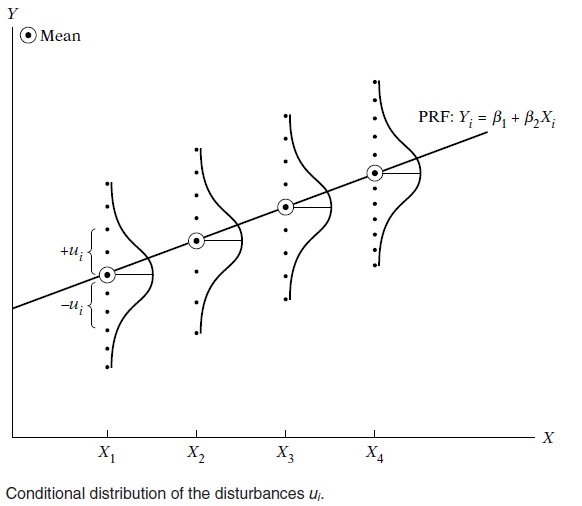 Y
Mean
PRF: Yᵢ = β₁ + β₂Xᵢ
+uᵢ
–uᵢ
X
X₁ X₂ X₃ X₄
Conditional distribution of the disturbances uᵢ.